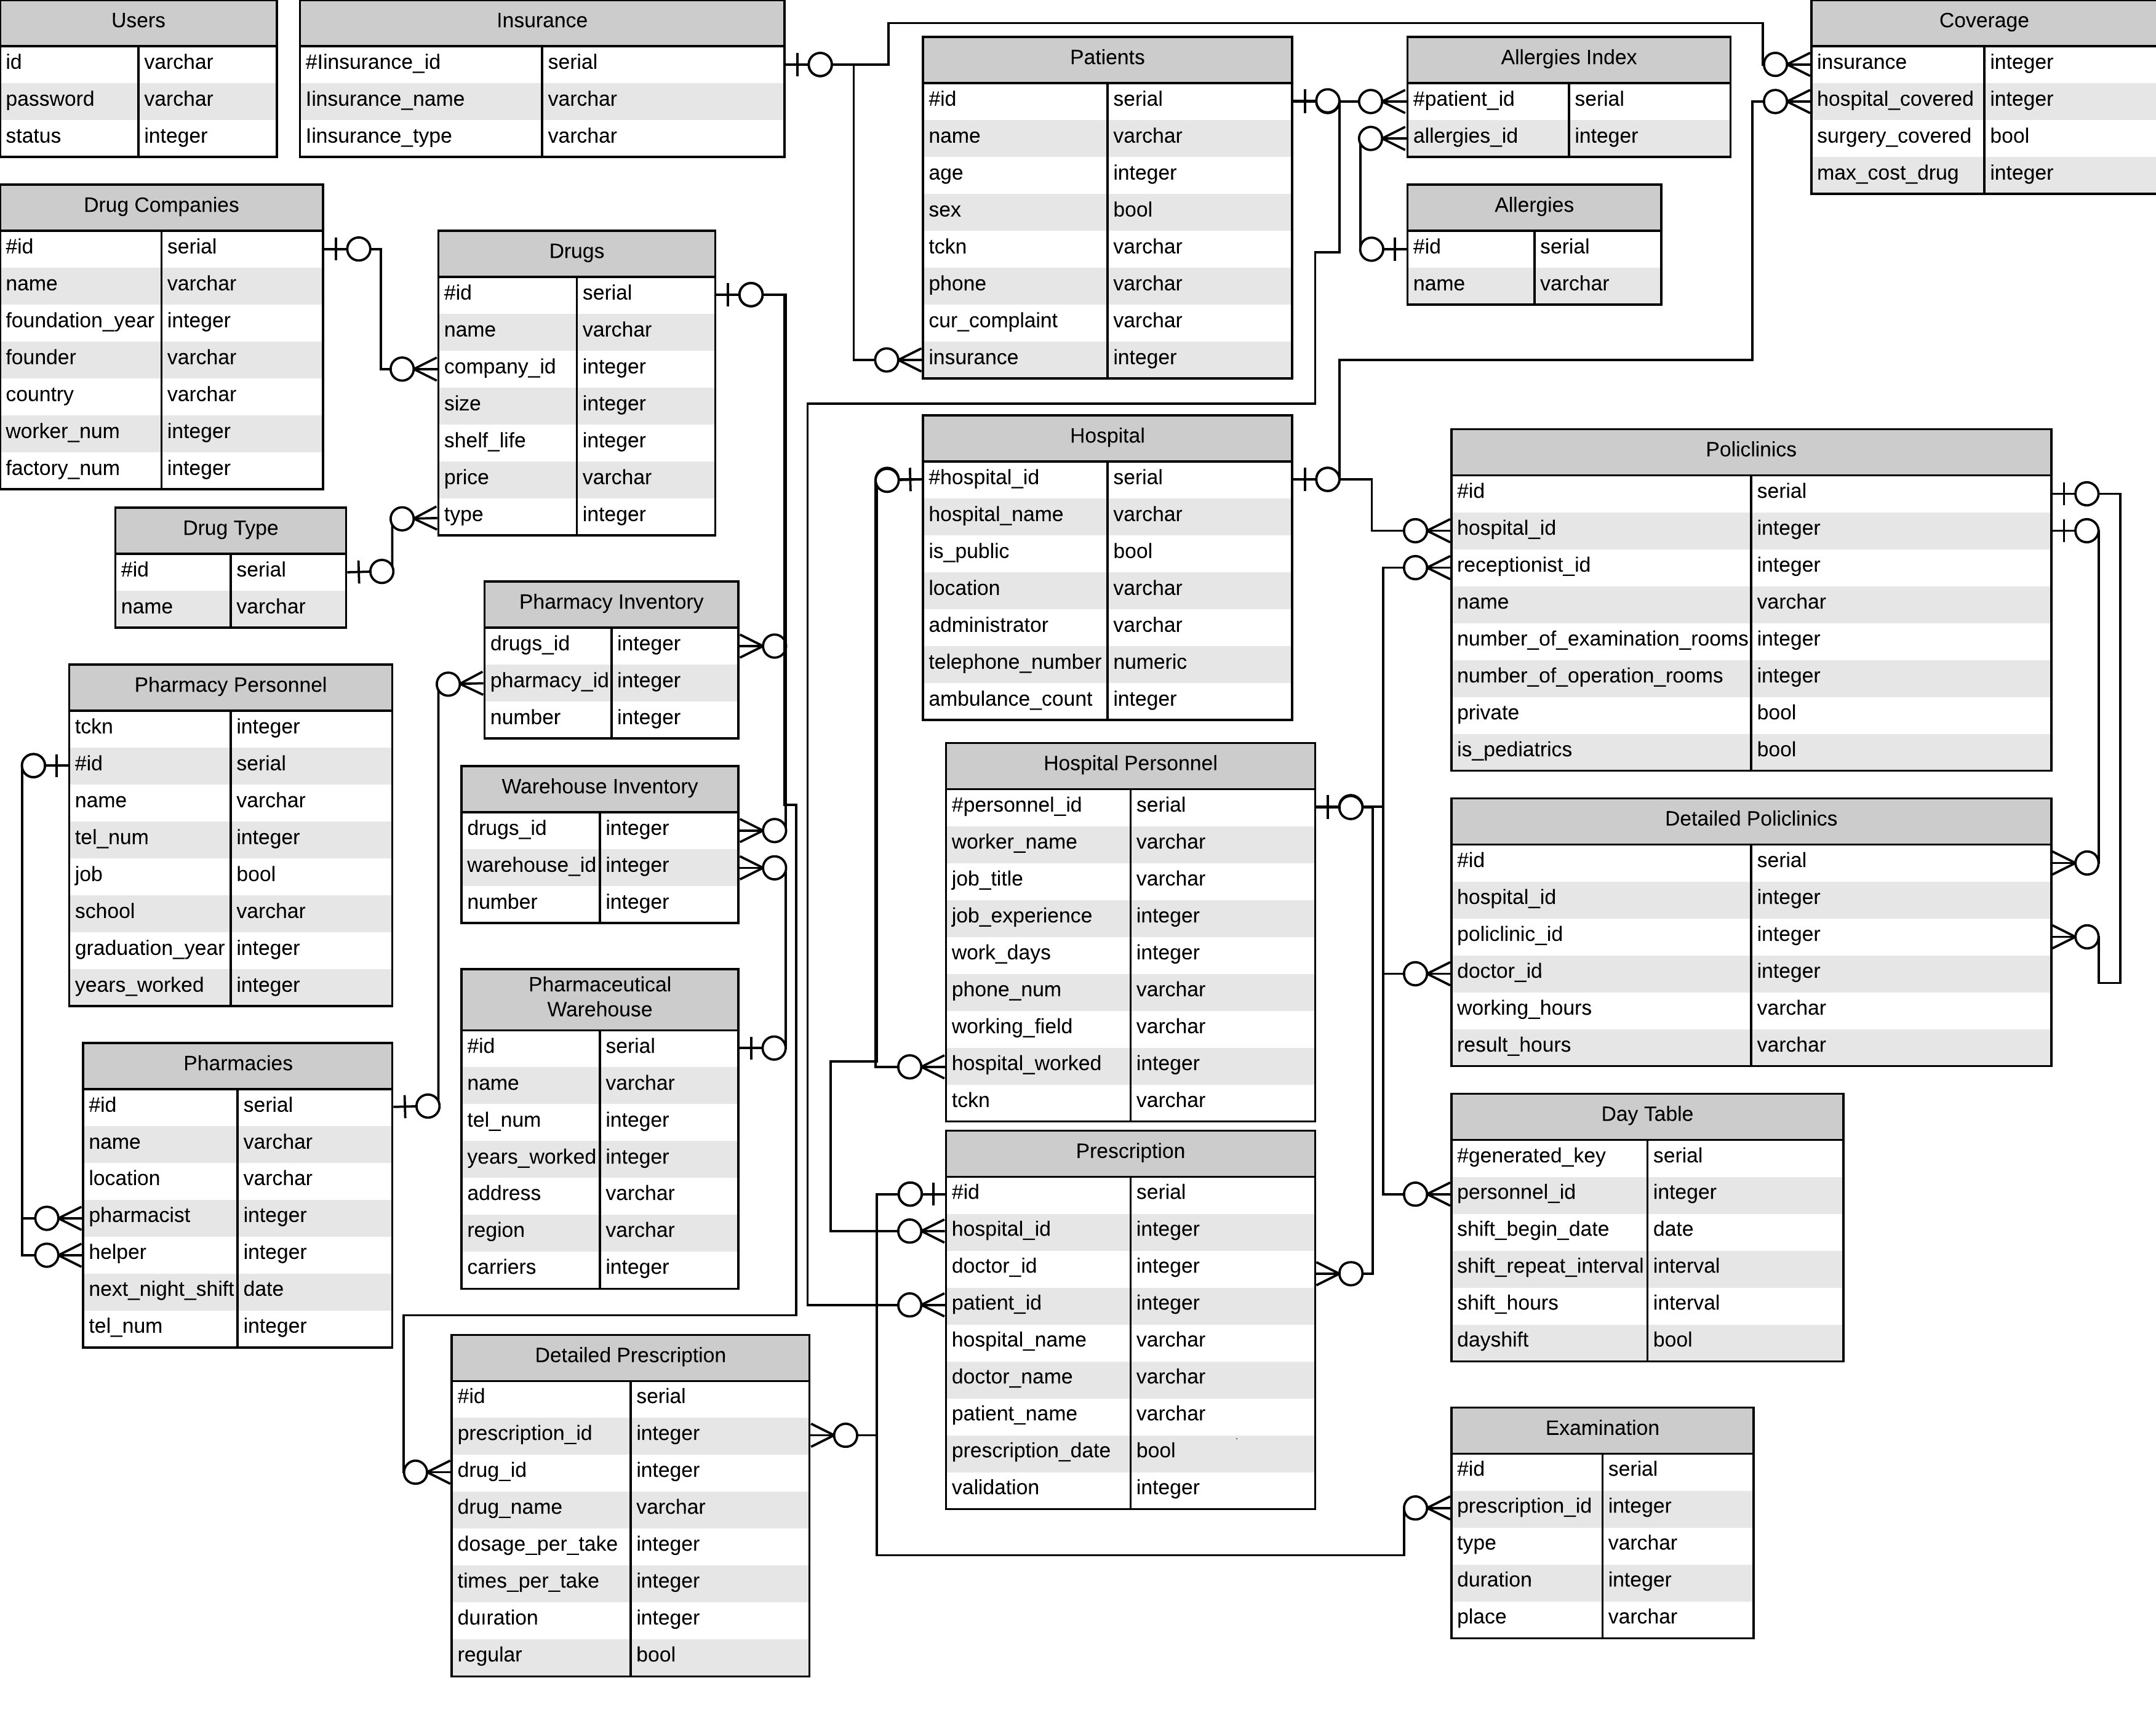 Users
id varchar
password varchar
status integer
Insurance
#Iinsurance_id serial
Iinsurance_name varchar
Iinsurance_type varchar
Patients
#id serial
name varchar
age integer
sex bool
tckn varchar
phone varchar
cur_complaint varchar
insurance integer
Allergies Index
#patient_id serial
allergies_id integer
Allergies
#id serial
name varchar
Coverage
insurance integer
hospital_covered integer
surgery_covered bool
max_cost_drug integer
Drug Companies
#id serial
name varchar
foundation_year integer
founder varchar
country varchar
worker_num integer
factory_num integer
Drugs
#id serial
name varchar
company_id integer
size integer
shelf_life integer
price varchar
type integer
Drug Type
#id serial
name varchar
Hospital
#hospital_id serial
hospital_name varchar
is_public bool
location varchar
administrator varchar
telephone_number numeric
ambulance_count integer
Policlinics
#id serial
hospital_id integer
receptionist_id integer
name varchar
number_of_examination_rooms integer
number_of_operation_rooms integer
private bool
is_pediatrics bool
Pharmacy Inventory
drugs_id integer
pharmacy_id integer
number integer
Pharmacy Personnel
tckn integer
#id serial
name varchar
tel_num integer
job bool
school varchar
graduation_year integer
years_worked integer
Warehouse Inventory
drugs_id integer
warehouse_id integer
number integer
Hospital Personnel
#personnel_id serial
worker_name varchar
job_title varchar
job_experience integer
work_days integer
phone_num varchar
working_field varchar
hospital_worked integer
tckn varchar
Detailed Policlinics
#id serial
hospital_id integer
policlinic_id integer
doctor_id integer
working_hours varchar
result_hours varchar
Pharmaceutical
Warehouse
#id serial
name varchar
tel_num integer
years_worked integer
address varchar
region varchar
carriers integer
Pharmacies
#id serial
name varchar
location varchar
pharmacist integer
helper integer
next_night_shift date
tel_num integer
Prescription
#id serial
hospital_id integer
doctor_id integer
patient_id integer
hospital_name varchar
doctor_name varchar
patient_name varchar
prescription_date bool
validation integer
Day Table
#generated_key serial
personnel_id integer
shift_begin_date date
shift_repeat_interval interval
shift_hours interval
dayshift bool
Detailed Prescription
#id serial
prescription_id integer
drug_id integer
drug_name varchar
dosage_per_take integer
times_per_take integer
duıration integer
regular bool
Examination
#id serial
prescription_id integer
type varchar
duration integer
place varchar